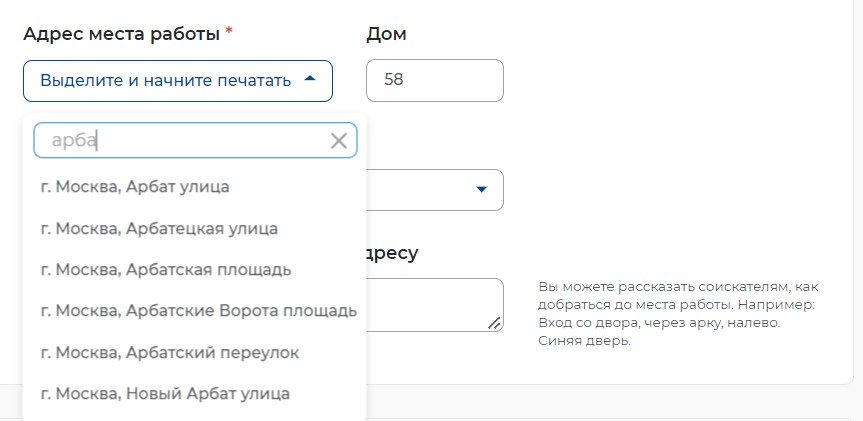 Адрес места работы *
Дом
Выделите и начните печатать
58
арба
г. Москва, Арбат улица
г. Москва, Арбатецкая улица
г. Москва, Арбатская площадь
г. Москва, Арбатские Ворота площадь
г. Москва, Арбатский переулок
г. Москва, Новый Арбат улица
дресу
Вы можете рассказать соискателям, как
добраться до места работы. Например:
Вход со двора, через арку, налево.
Синяя дверь.